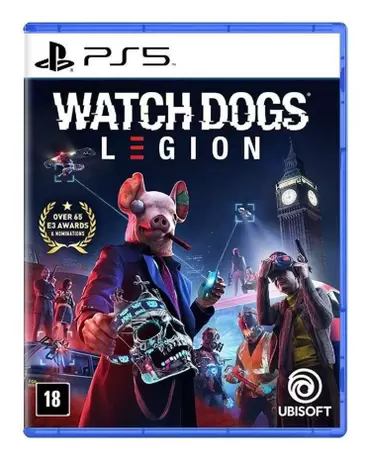 PS5
WATCH DOGS
LEGION
OVER 65
E3 AWARDS
& NOMINATIONS
18
UBISOFT